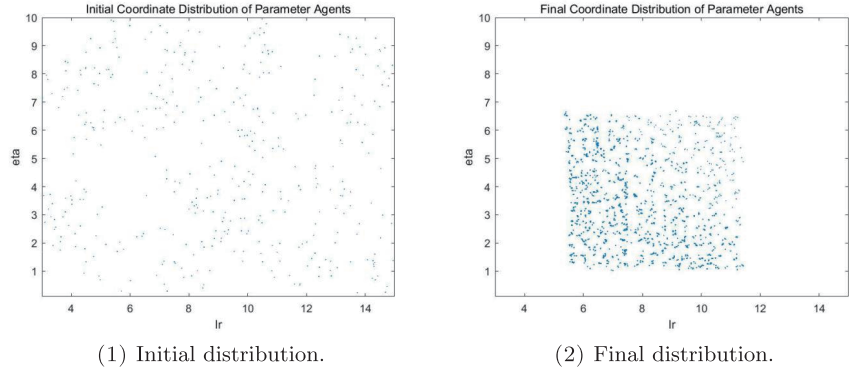 Initial Coordinate Distribution of Parameter Agents
10
9
8
7
6
5
4
3
2
1
eta
4 6 8 10 12 14
lr
(1) Initial distribution.
Final Coordinate Distribution of Parameter Agents
10
9
8
7
6
5
4
3
2
1
eta
4 6 8 10 12 14
lr
(2) Final distribution.